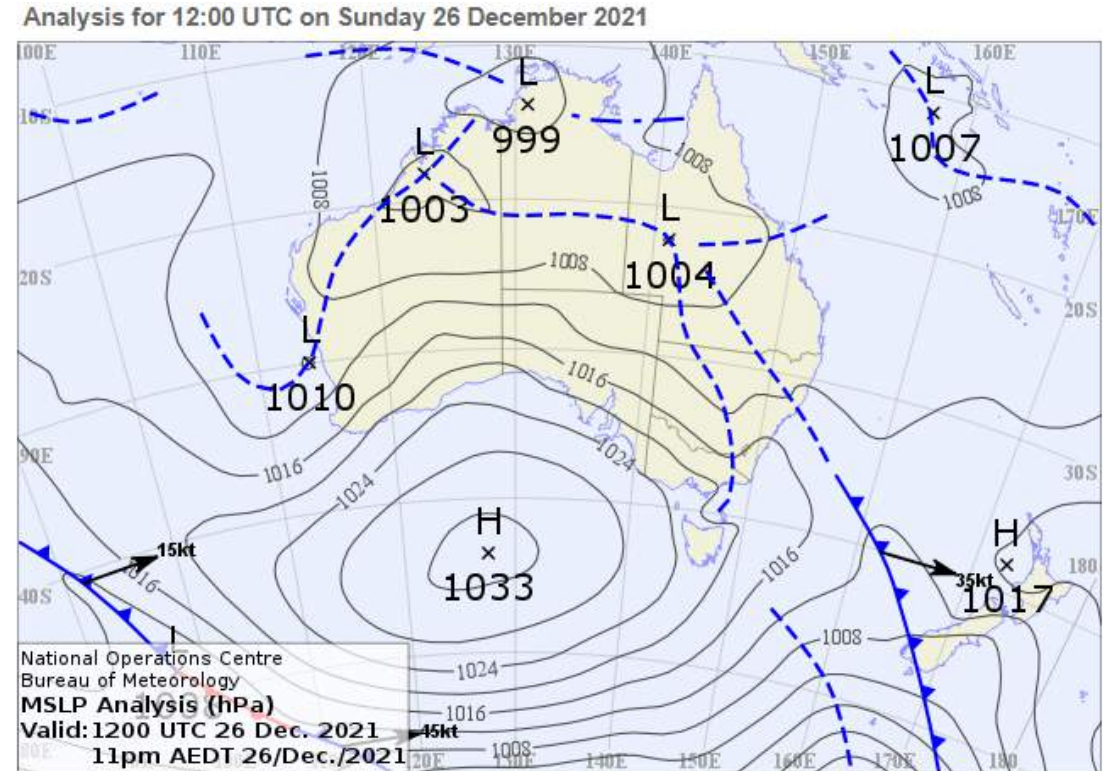 Analysis for 12:00 UTC on Sunday 26 December 2021
100E 110E 120E 130E 140E 150E 160E
L
L
10S
999
1007
L
1008
1008
1003
1008
170E
L
1008
1004
20S
20S
L
1010
1016
90E
1024
1016
30S
1024
H
H
15kt
1033
1016
1016
35kt
180
1017
40S
L
1008
1024
National Operations Centre
Bureau of Meteorology
MSLP Analysis (hPa)
1016
Valid:1200 UTC 26 Dec. 2021
45kt
11pm AEDT 26/Dec./2021
1008
20E 140E 150E 160E 170E 180